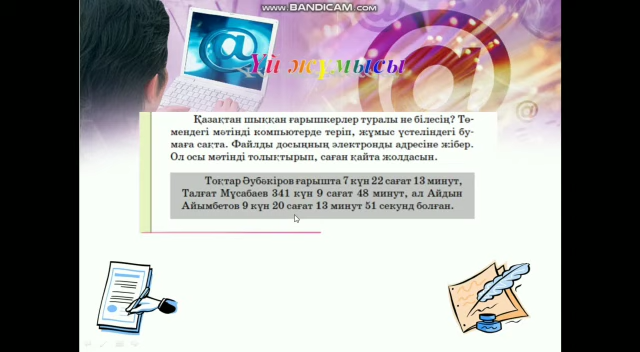 www.BANDICAM.com
Үй жұмысы
Қазақтан шыққан ғарышкерлер туралы не білесің? Тө-
мендегі мәтінді компьютерде теріп, жұмыс үстеліндегі бу-
маға сақта. Файлды досыңның электронды адресіне жібер.
Ол осы мәтінді толықтырып, саған қайта жолдасын.
Тоқтар Әубәкіров ғарышта 7 күн 22 сағат 13 минут,
Талғат Мұсабаев 341 күн 9 сағат 48 минут, ал Айдын
Айымбетов 9 күн 20 сағат 13 минут 51 секунд болған.